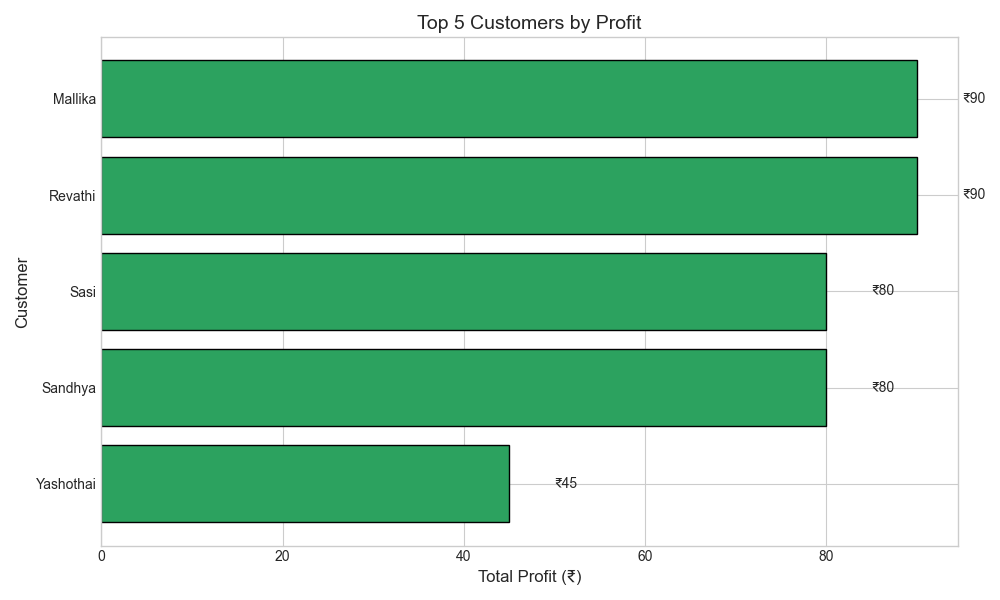 Top 5 Customers by Profit
Mallika
₹90
Revathi
₹90
Sasi
₹80
Sandhya
₹80
Yashothai
₹45
Customer
0 20 40 60 80
Total Profit (₹)